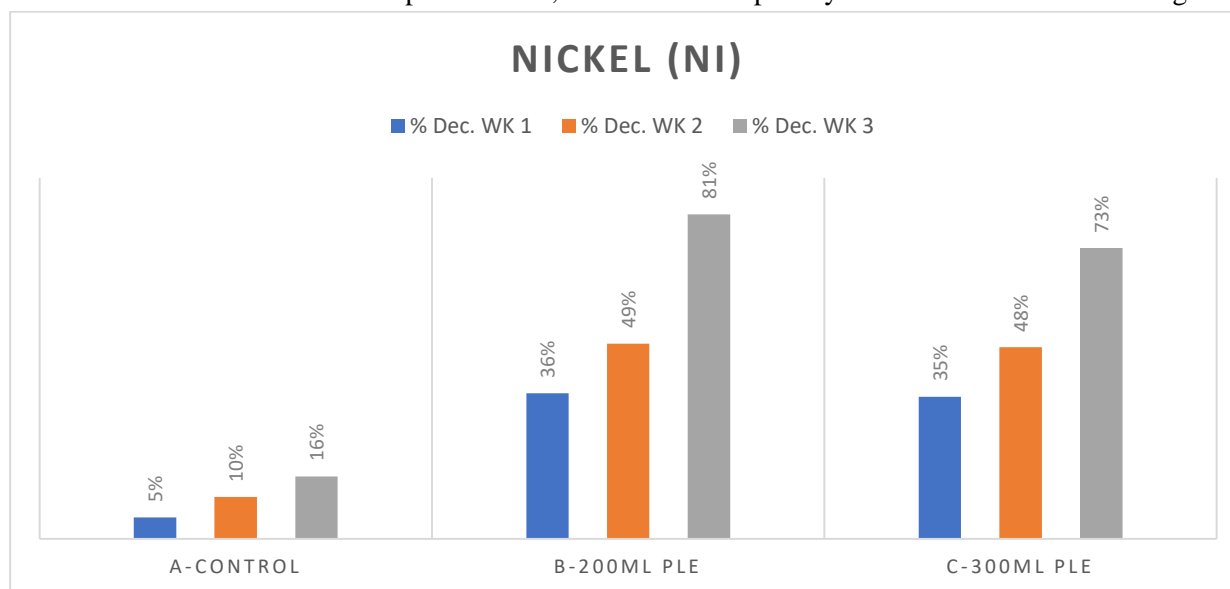 NICKEL (NI)
% Dec. WK 1 % Dec. WK 2 % Dec. WK 3
5% 10% 16% 36% 49% 81% 35% 48% 73%
A-CONTROL B-200ML PLE C-300ML PLE